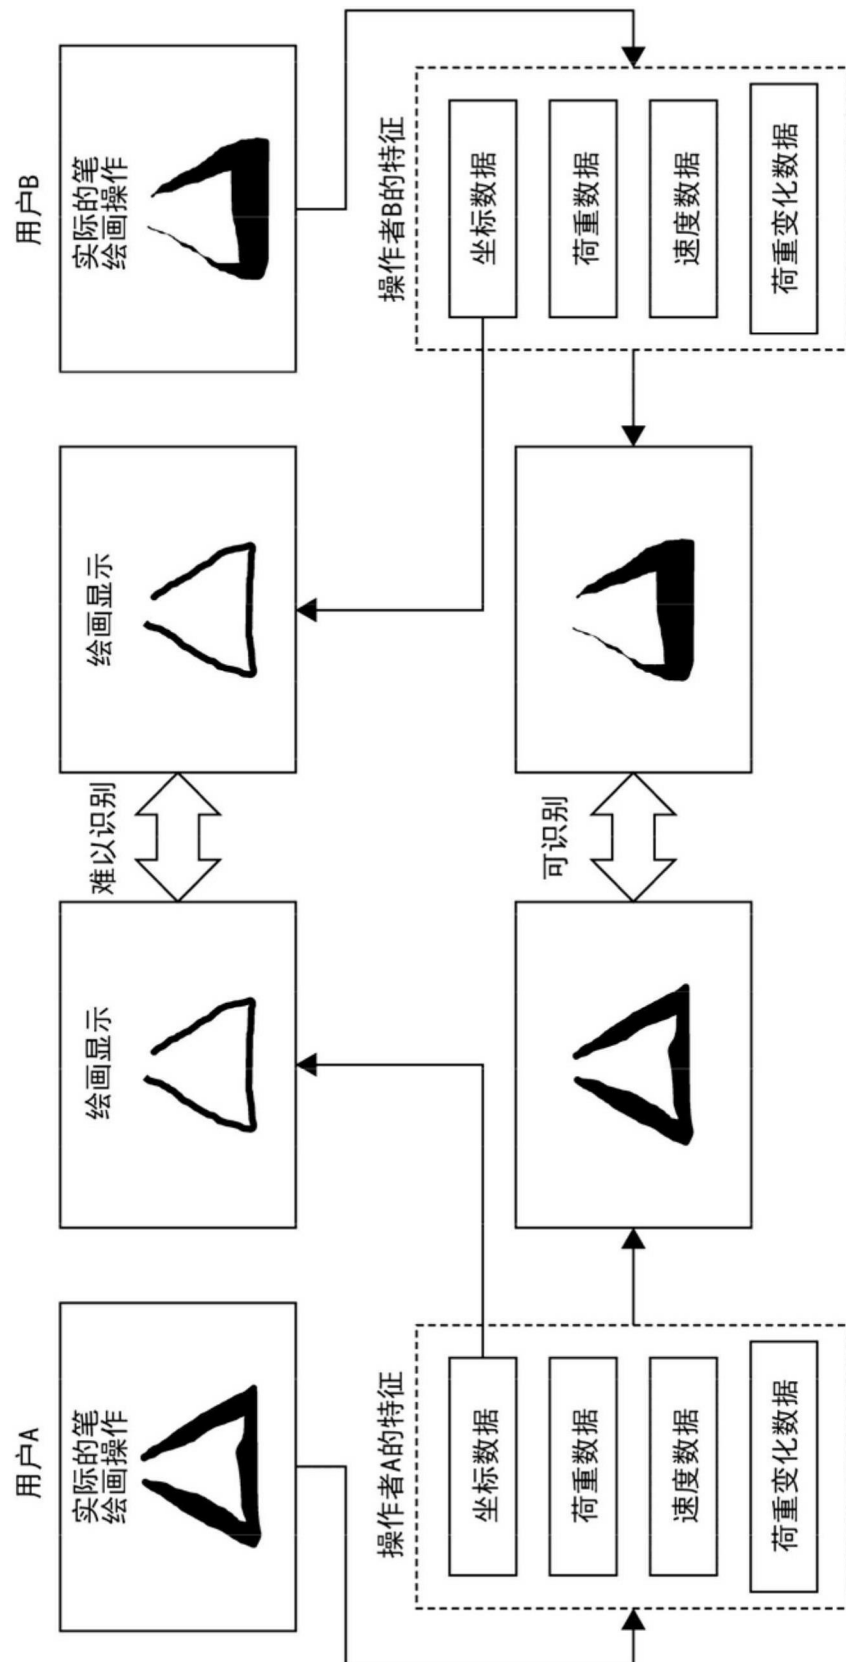 用户A
实际的笔
绘画操作
绘画显示
难以识别
绘画显示
用户B
实际的笔
绘画操作
操作者A的特征
坐标数据
荷重数据
速度数据
荷重变化数据
可识别
操作者B的特征
坐标数据
荷重数据
速度数据
荷重变化数据